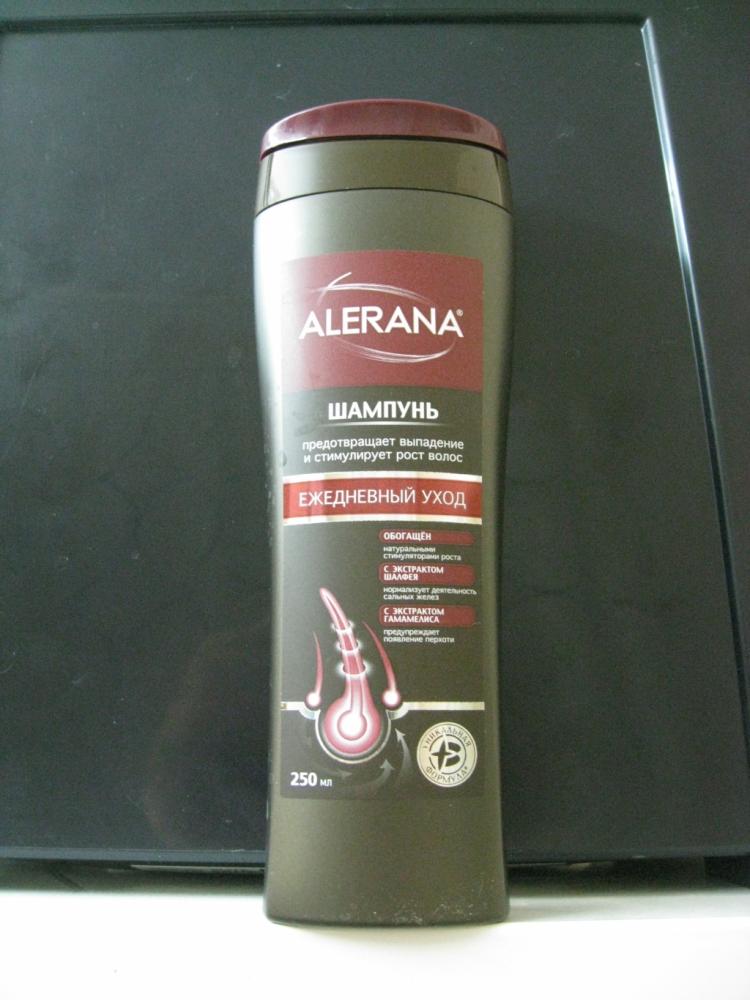 ALERANA®
ШАМПУНЬ
предотвращает выпадение
и стимулирует рост волос
ЕЖЕДНЕВНЫЙ УХОД
ОБОГАЩЁН
натуральными
стимуляторами роста
С ЭКСТРАКТОМ
ШАЛФЕЯ
нормализует деятельность
сальных желез
С ЭКСТРАКТОМ
ГАМАМЕЛИСА
предупреждает
появление перхоти
УНИКАЛЬНАЯ
ФОРМУЛА*
250 мл